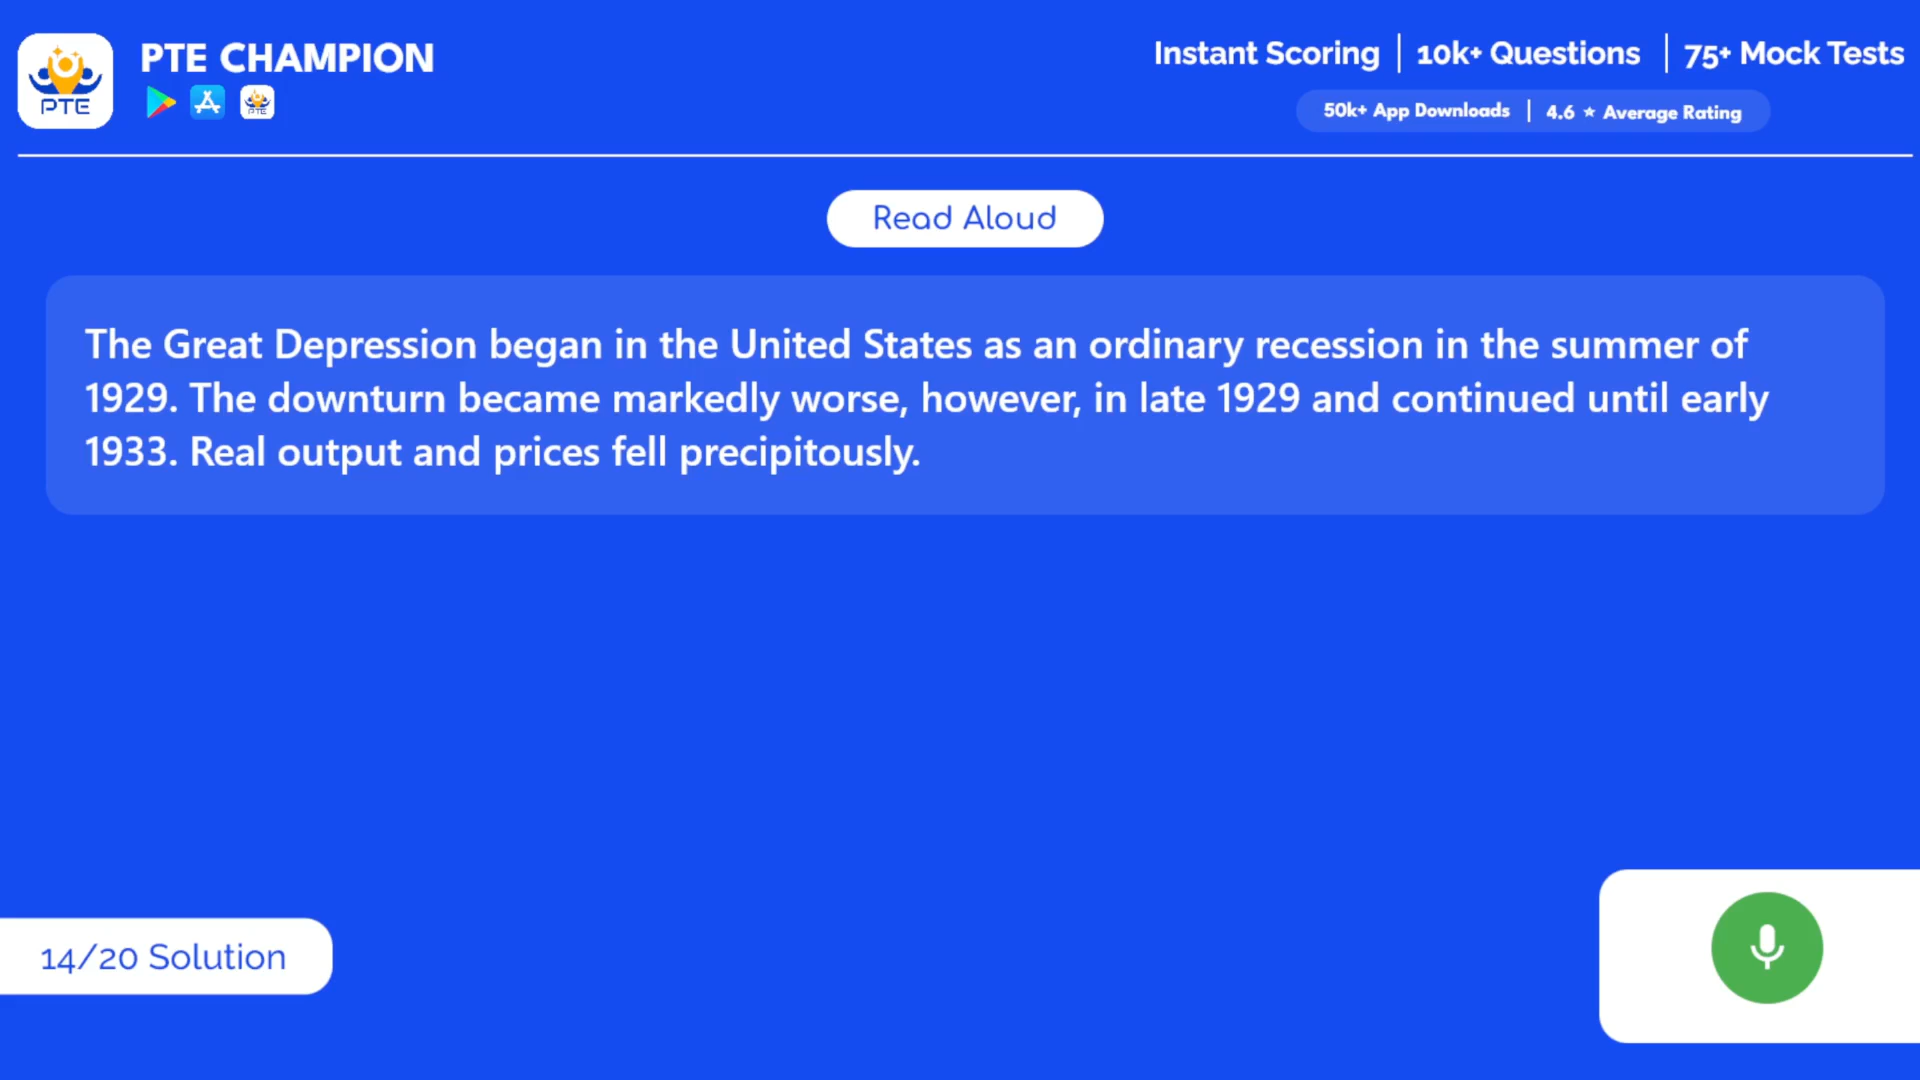 PTE CHAMPION
PTE
PTE
Instant Scoring | 10k+ Questions | 75+ Mock Tests
50k+ App Downloads | 4.6 ★ Average Rating
Read Aloud
The Great Depression began in the United States as an ordinary recession in the summer of
1929. The downturn became markedly worse, however, in late 1929 and continued until early
1933. Real output and prices fell precipitously.
14/20 Solution